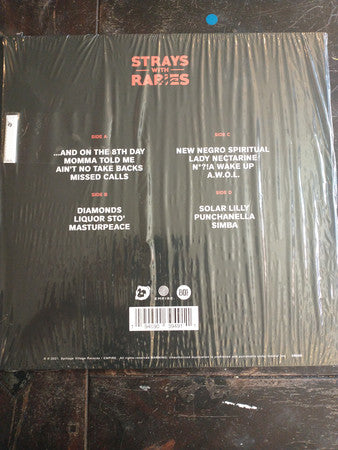 STRAYS
WITH
RABIES
SIDE A
...AND ON THE 8TH DAY
MOMMA TOLD ME
AIN'T NO TAKE BACKS
MISSED CALLS
SIDE B
DIAMONDS
LIQUOR STO'
MASTURPEACE
SIDE C
NEW NEGRO SPIRITUAL
LADY NECTARINE
N*?!A WAKE UP
A.W.O.L.
SIDE D
SOLAR LILLY
PUNCHANELLA
SIMBA
EMPIRE